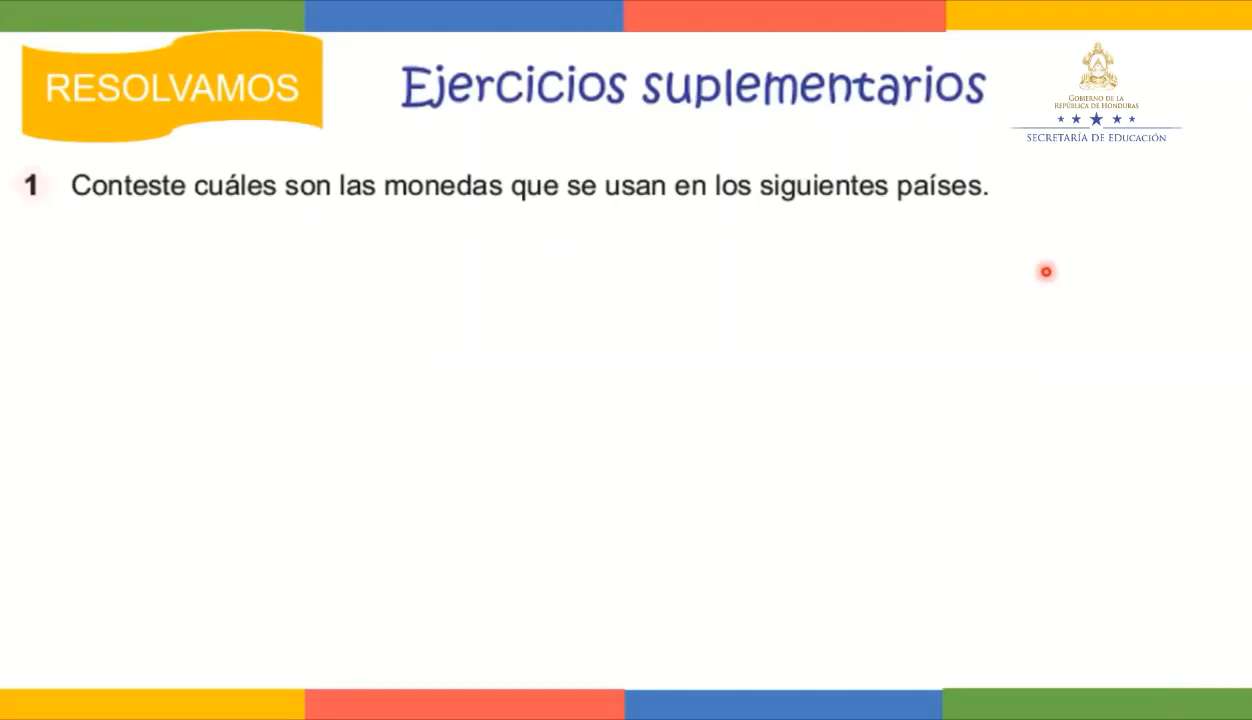 RESOLVAMOS
Ejercicios suplementarios
GOBIERNO DE LA
REPÚBLICA DE HONDURAS
SECRETARÍA DE EDUCACIÓN
1 Conteste cuáles son las monedas que se usan en los siguientes países.